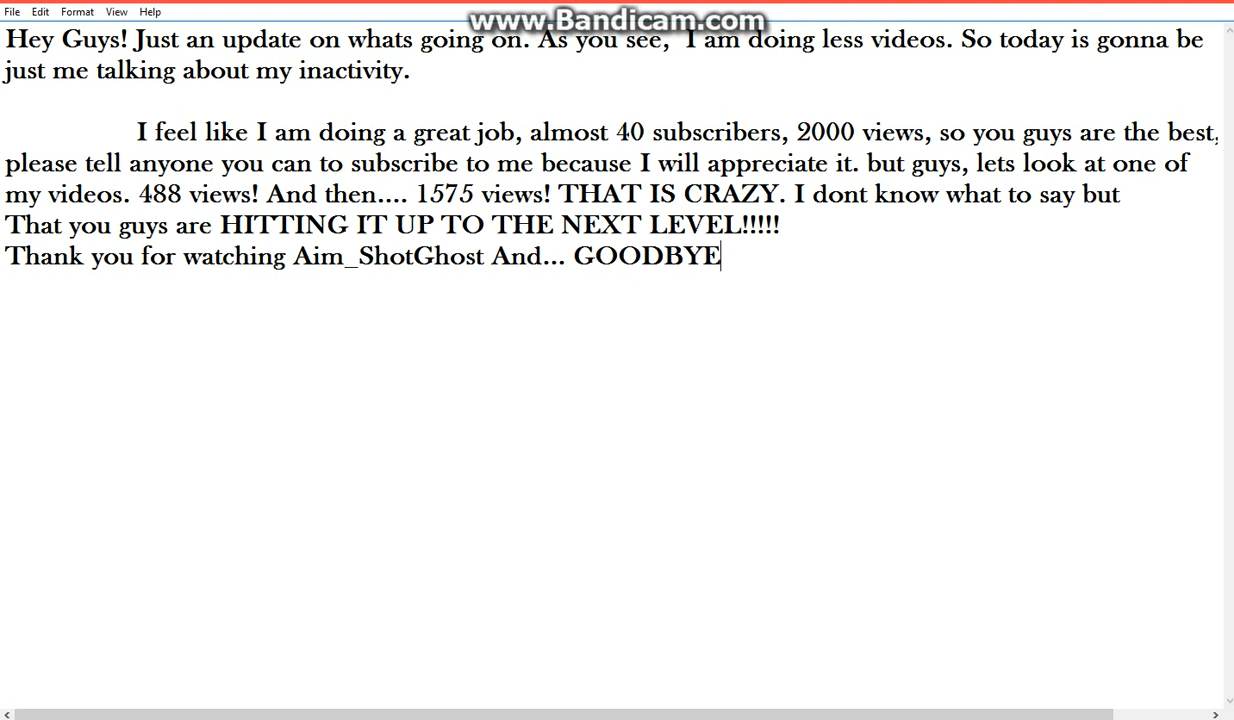 www.Bandicam.com
File Edit Format View Help
Hey Guys! Just an update on whats going on. As you see,  I am doing less videos. So today is gonna be
just me talking about my inactivity.
I feel like I am doing a great job, almost 40 subscribers, 2000 views, so you guys are the best,
please tell anyone you can to subscribe to me because I will appreciate it. but guys, lets look at one of
my videos. 488 views! And then.... 1575 views! THAT IS CRAZY. I dont know what to say but
That you guys are HITTING IT UP TO THE NEXT LEVEL!!!!!
Thank you for watching Aim_ShotGhost And... GOODBYE